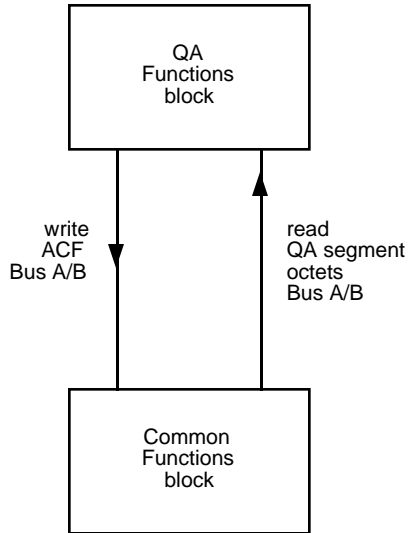 QA
Functions
block
write
ACF
Bus A/B
read
QA segment
octets
Bus A/B
Common
Functions
block